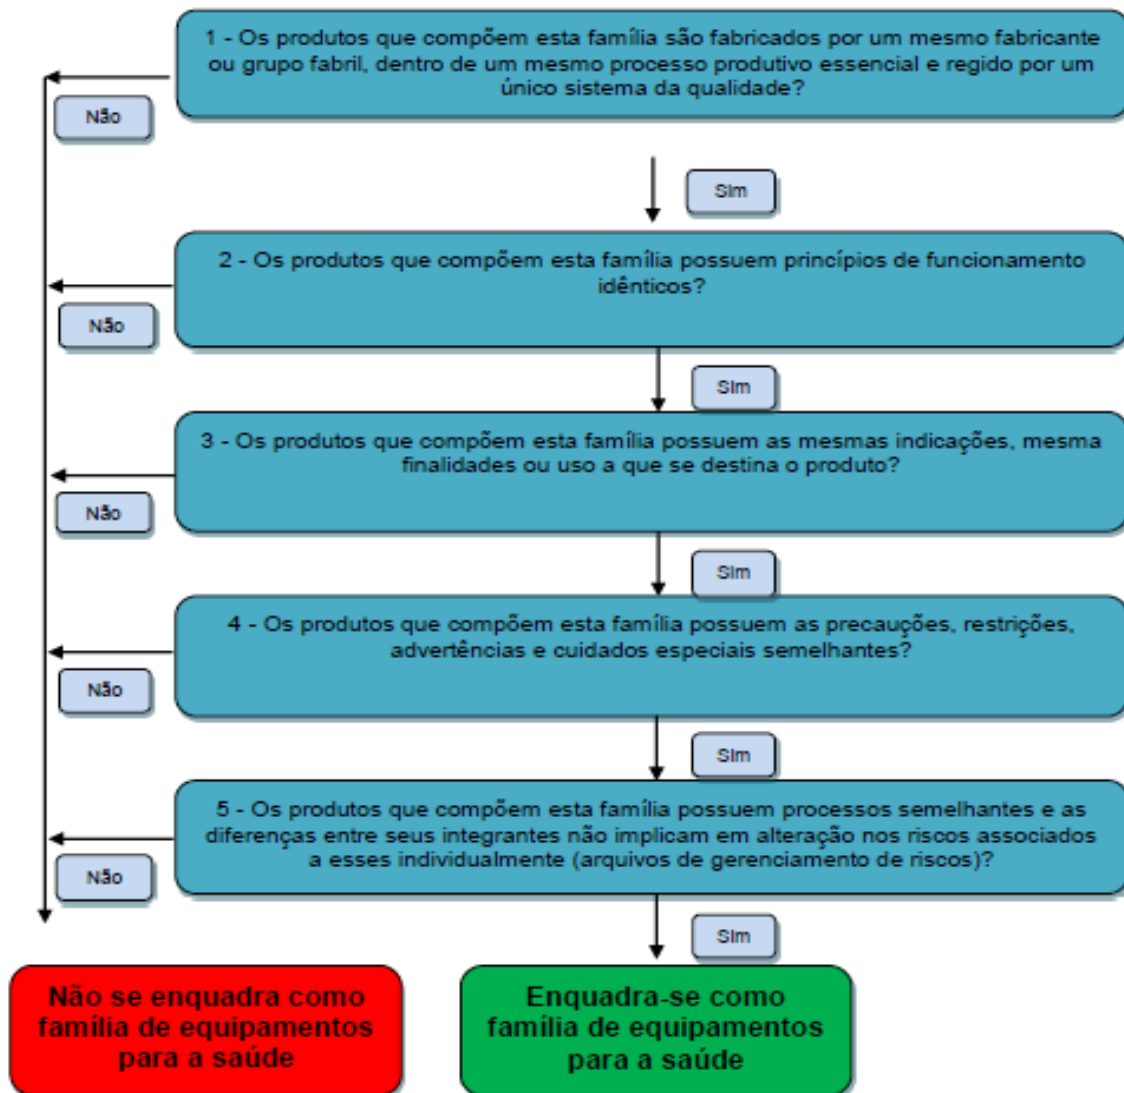 1 - Os produtos que compõem esta família são fabricados por um mesmo fabricante
ou grupo fabril, dentro de um mesmo processo produtivo essencial e regido por um
único sistema da qualidade?
Não
Sim
2 - Os produtos que compõem esta família possuem princípios de funcionamento
idênticos?
Não
Sim
3 - Os produtos que compõem esta família possuem as mesmas indicações, mesma
finalidades ou uso a que se destina o produto?
Não
Sim
4 - Os produtos que compõem esta família possuem as precauções, restrições,
advertências e cuidados especiais semelhantes?
Não
Sim
5 - Os produtos que compõem esta família possuem processos semelhantes e as
diferenças entre seus integrantes não implicam em alteração nos riscos associados
a esses individualmente (arquivos de gerenciamento de riscos)?
Não
Sim
Não se enquadra como
família de equipamentos
para a saúde
Enquadra-se como
família de equipamentos
para a saúde